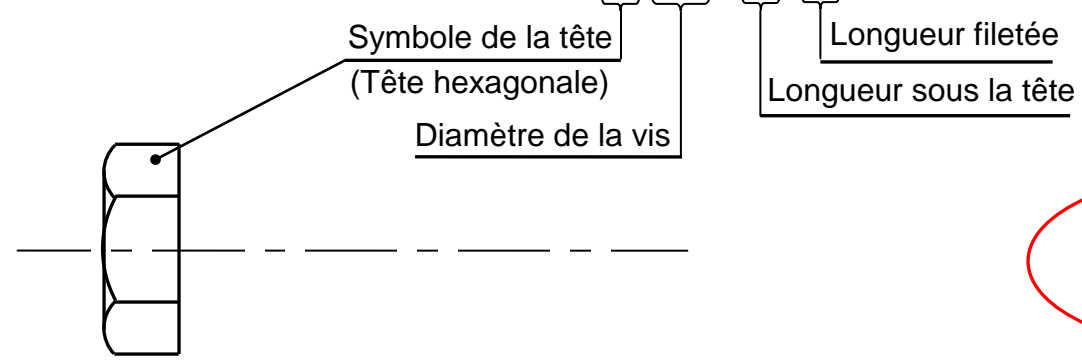 Symbole de la tête
(Tête hexagonale)
Diamètre de la vis
Longueur filetée
Longueur sous la tête